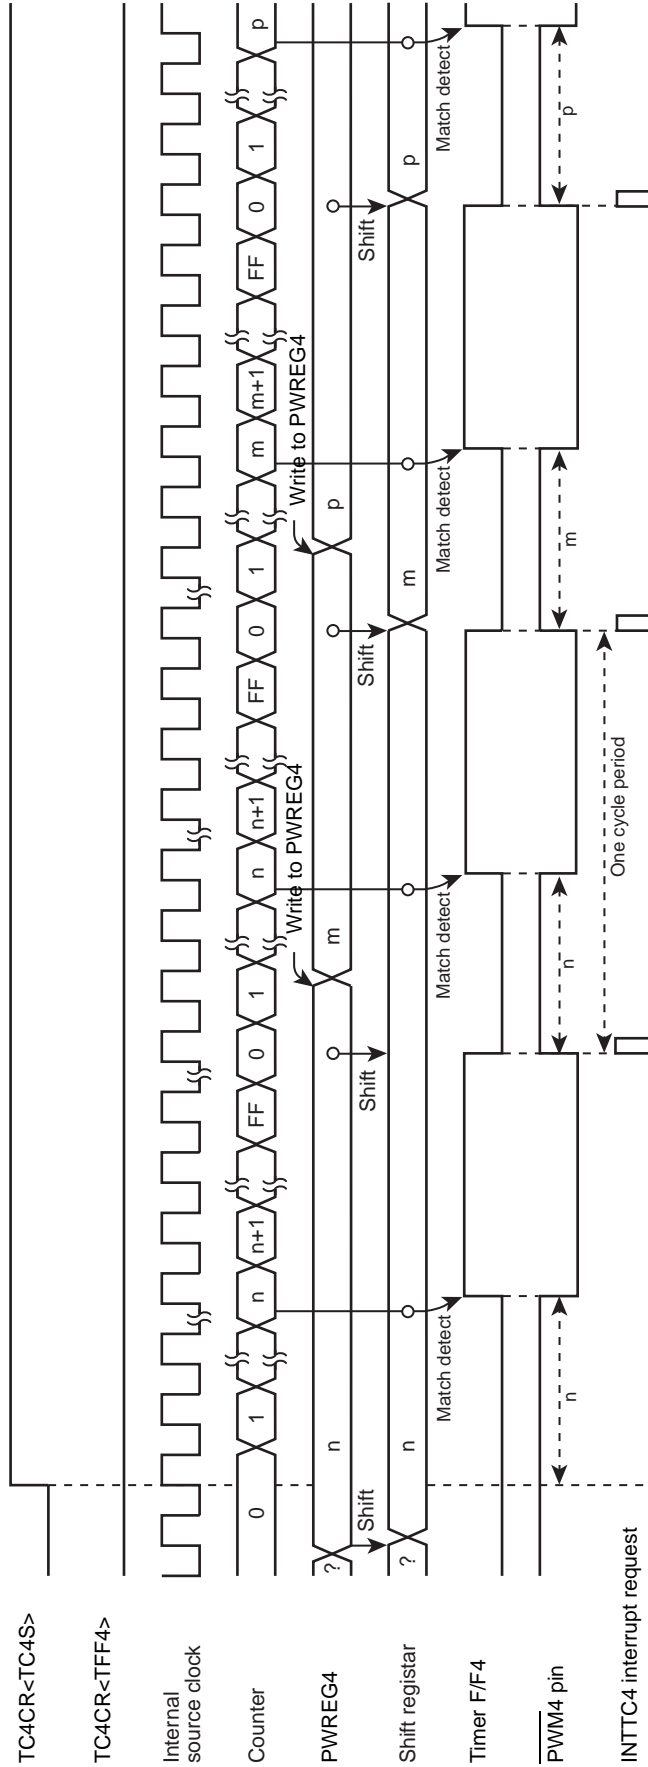 TC4CR<TC4S>
TC4CR<TFF4>
Internal
source clock
Counter 0 1 n n+1 FF 0 1 n n+1 FF 0 1 m m+1 FF 0 1 p
Write to PWREG4 Write to PWREG4
PWREG4 ? n m p
Shift Shift Shift Shift
Shift registar ? n m p
Match detect Match detect Match detect Match detect
Timer F/F4
PWM4 pin n n m p
One cycle period
INTTC4 interrupt request